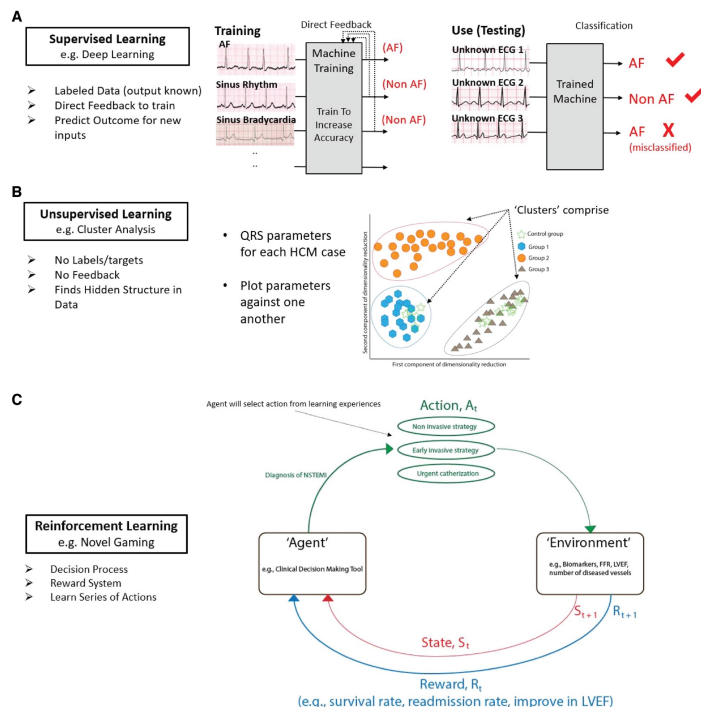 A
Supervised Learning
e.g. Deep Learning
Labeled Data (output known)
Direct Feedback to train
Predict Outcome for new
inputs
Training
Direct Feedback
AF
Sinus Rhythm
Sinus Bradycardia
..
..
Machine
Training
Train To
Increase
Accuracy
(AF)
(Non AF)
(Non AF)
Use (Testing)
Classification
Unknown ECG 1
Unknown ECG 2
Unknown ECG 3
Trained
Machine
AF
Non AF
AF X
(misclassified)
B
Unsupervised Learning
e.g. Cluster Analysis
No Labels/targets
No Feedback
Finds Hidden Structure in
Data
• QRS parameters
for each HCM case
• Plot parameters
against one
another
'Clusters' comprise
Control group
Group 1
Group 2
Group 3
Second component of dimensionality reduction
First component of dimensionality reduction
C
Reinforcement Learning
e.g. Novel Gaming
Decision Process
Reward System
Learn Series of Actions
Agent will select action from learning experiences
Action, At
Non invasive strategy
Early invasive strategy
Urgent catherization
Diagnosis of NSTEMI
'Agent'
e.g., Clinical Decision Making Tool
'Environment'
e.g., Biomarkers, FFR, LVEF,
number of diseased vessels
St+1
Rt+1
State, St
Reward, Rt
(e.g., survival rate, readmission rate, improve in LVEF)